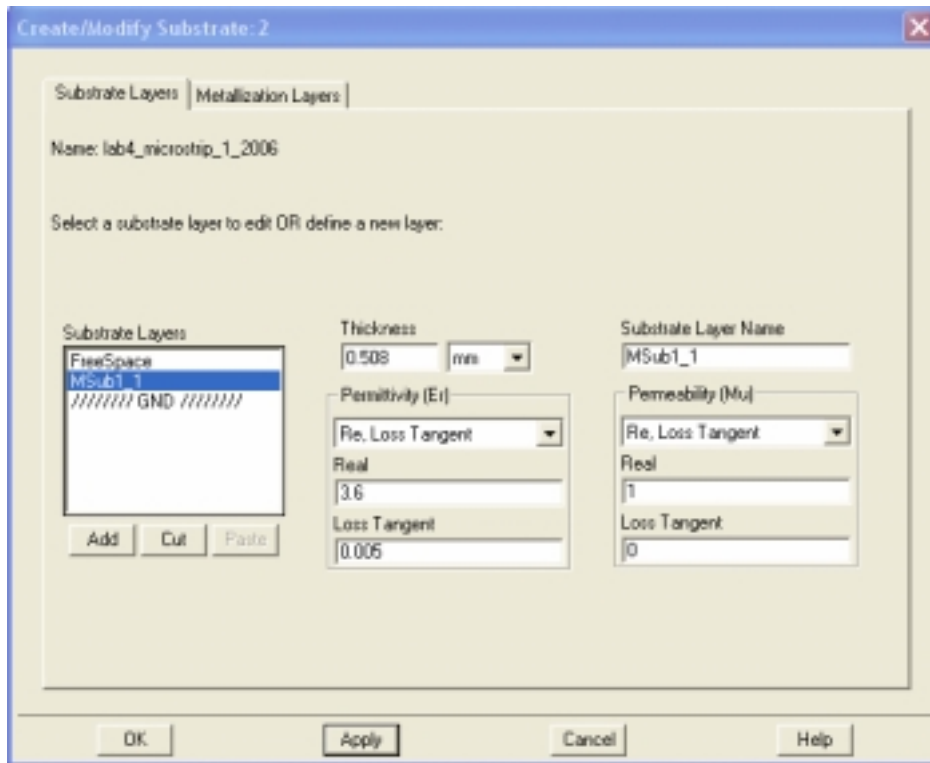 Create/Modify Substrate: 2
Substrate Layers
Metallization Layers
Name: lab4_microstrip_1_2006
Select a substrate layer to edit OR define a new layer:
Substrate Layers
FreeSpace
MSub1_1
//////// GND ////////
Add
Cut
Paste
Thickness
0.508
mm
Permittivity (Er)
Re, Loss Tangent
Real
3.6
Loss Tangent
0.005
Substrate Layer Name
MSub1_1
Permeability (Mu)
Re, Loss Tangent
Real
1
Loss Tangent
0
OK
Apply
Cancel
Help